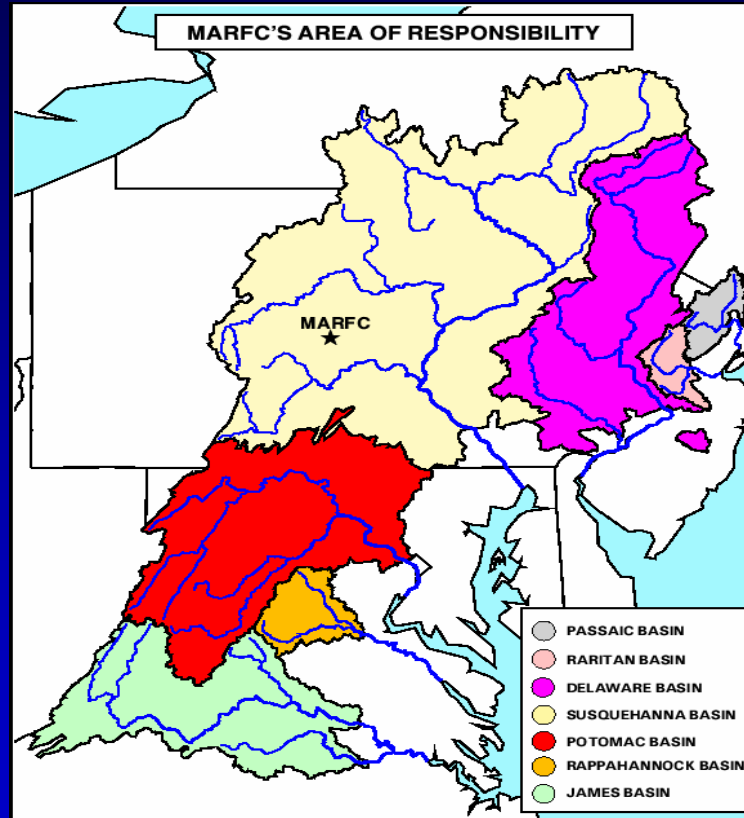 MARFC'S AREA OF RESPONSIBILITY
MARFC
PASSAIC BASIN
RARITAN BASIN
DELAWARE BASIN
SUSQUEHANNA BASIN
POTOMAC BASIN
RAPPAHANNOCK BASIN
JAMES BASIN